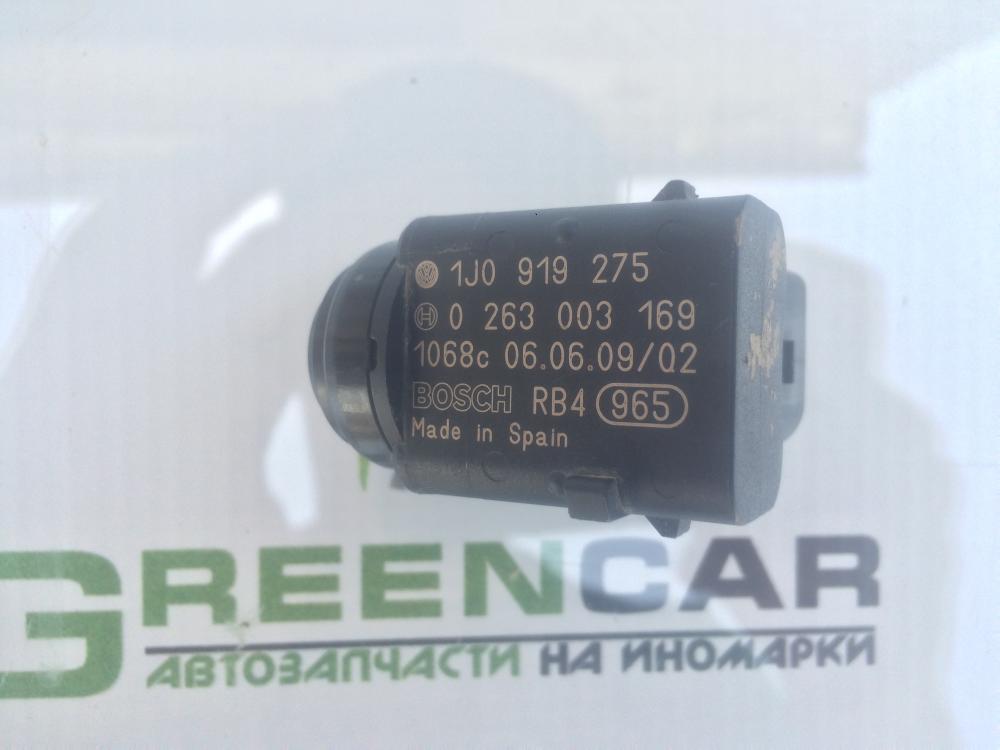 1J0 919 275
0 263 003 169
1068c 06.06.09/Q2
BOSCH RB4 965
Made in Spain
GREENCAR
АВТОЗАПЧАСТИ НА ИНОМАРКИ